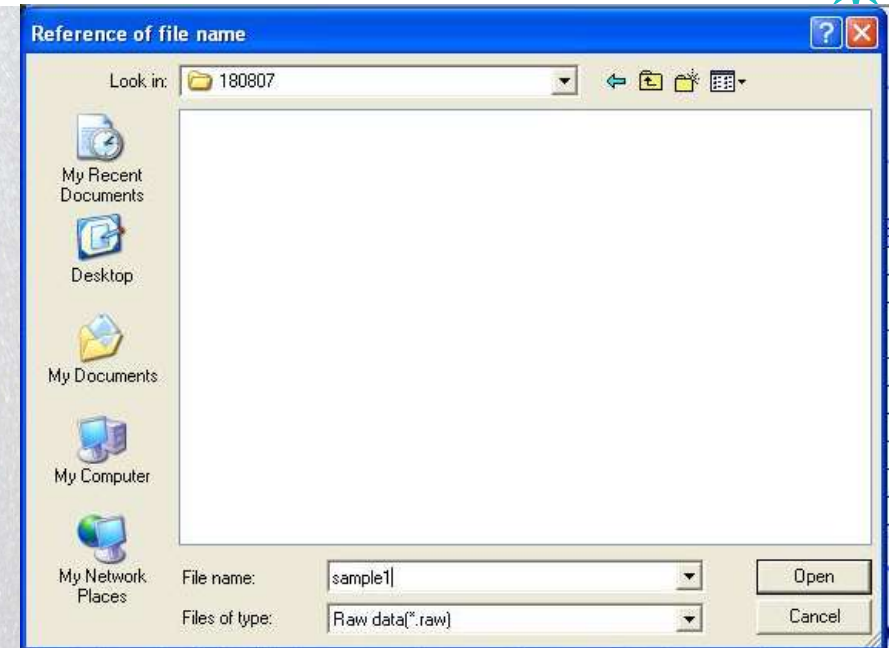 Reference of file name
Look in: 180807
My Recent
Documents
Desktop
My Documents
My Computer
My Network
Places
File name: sample1
Open
Files of type: Raw data(*.raw)
Cancel